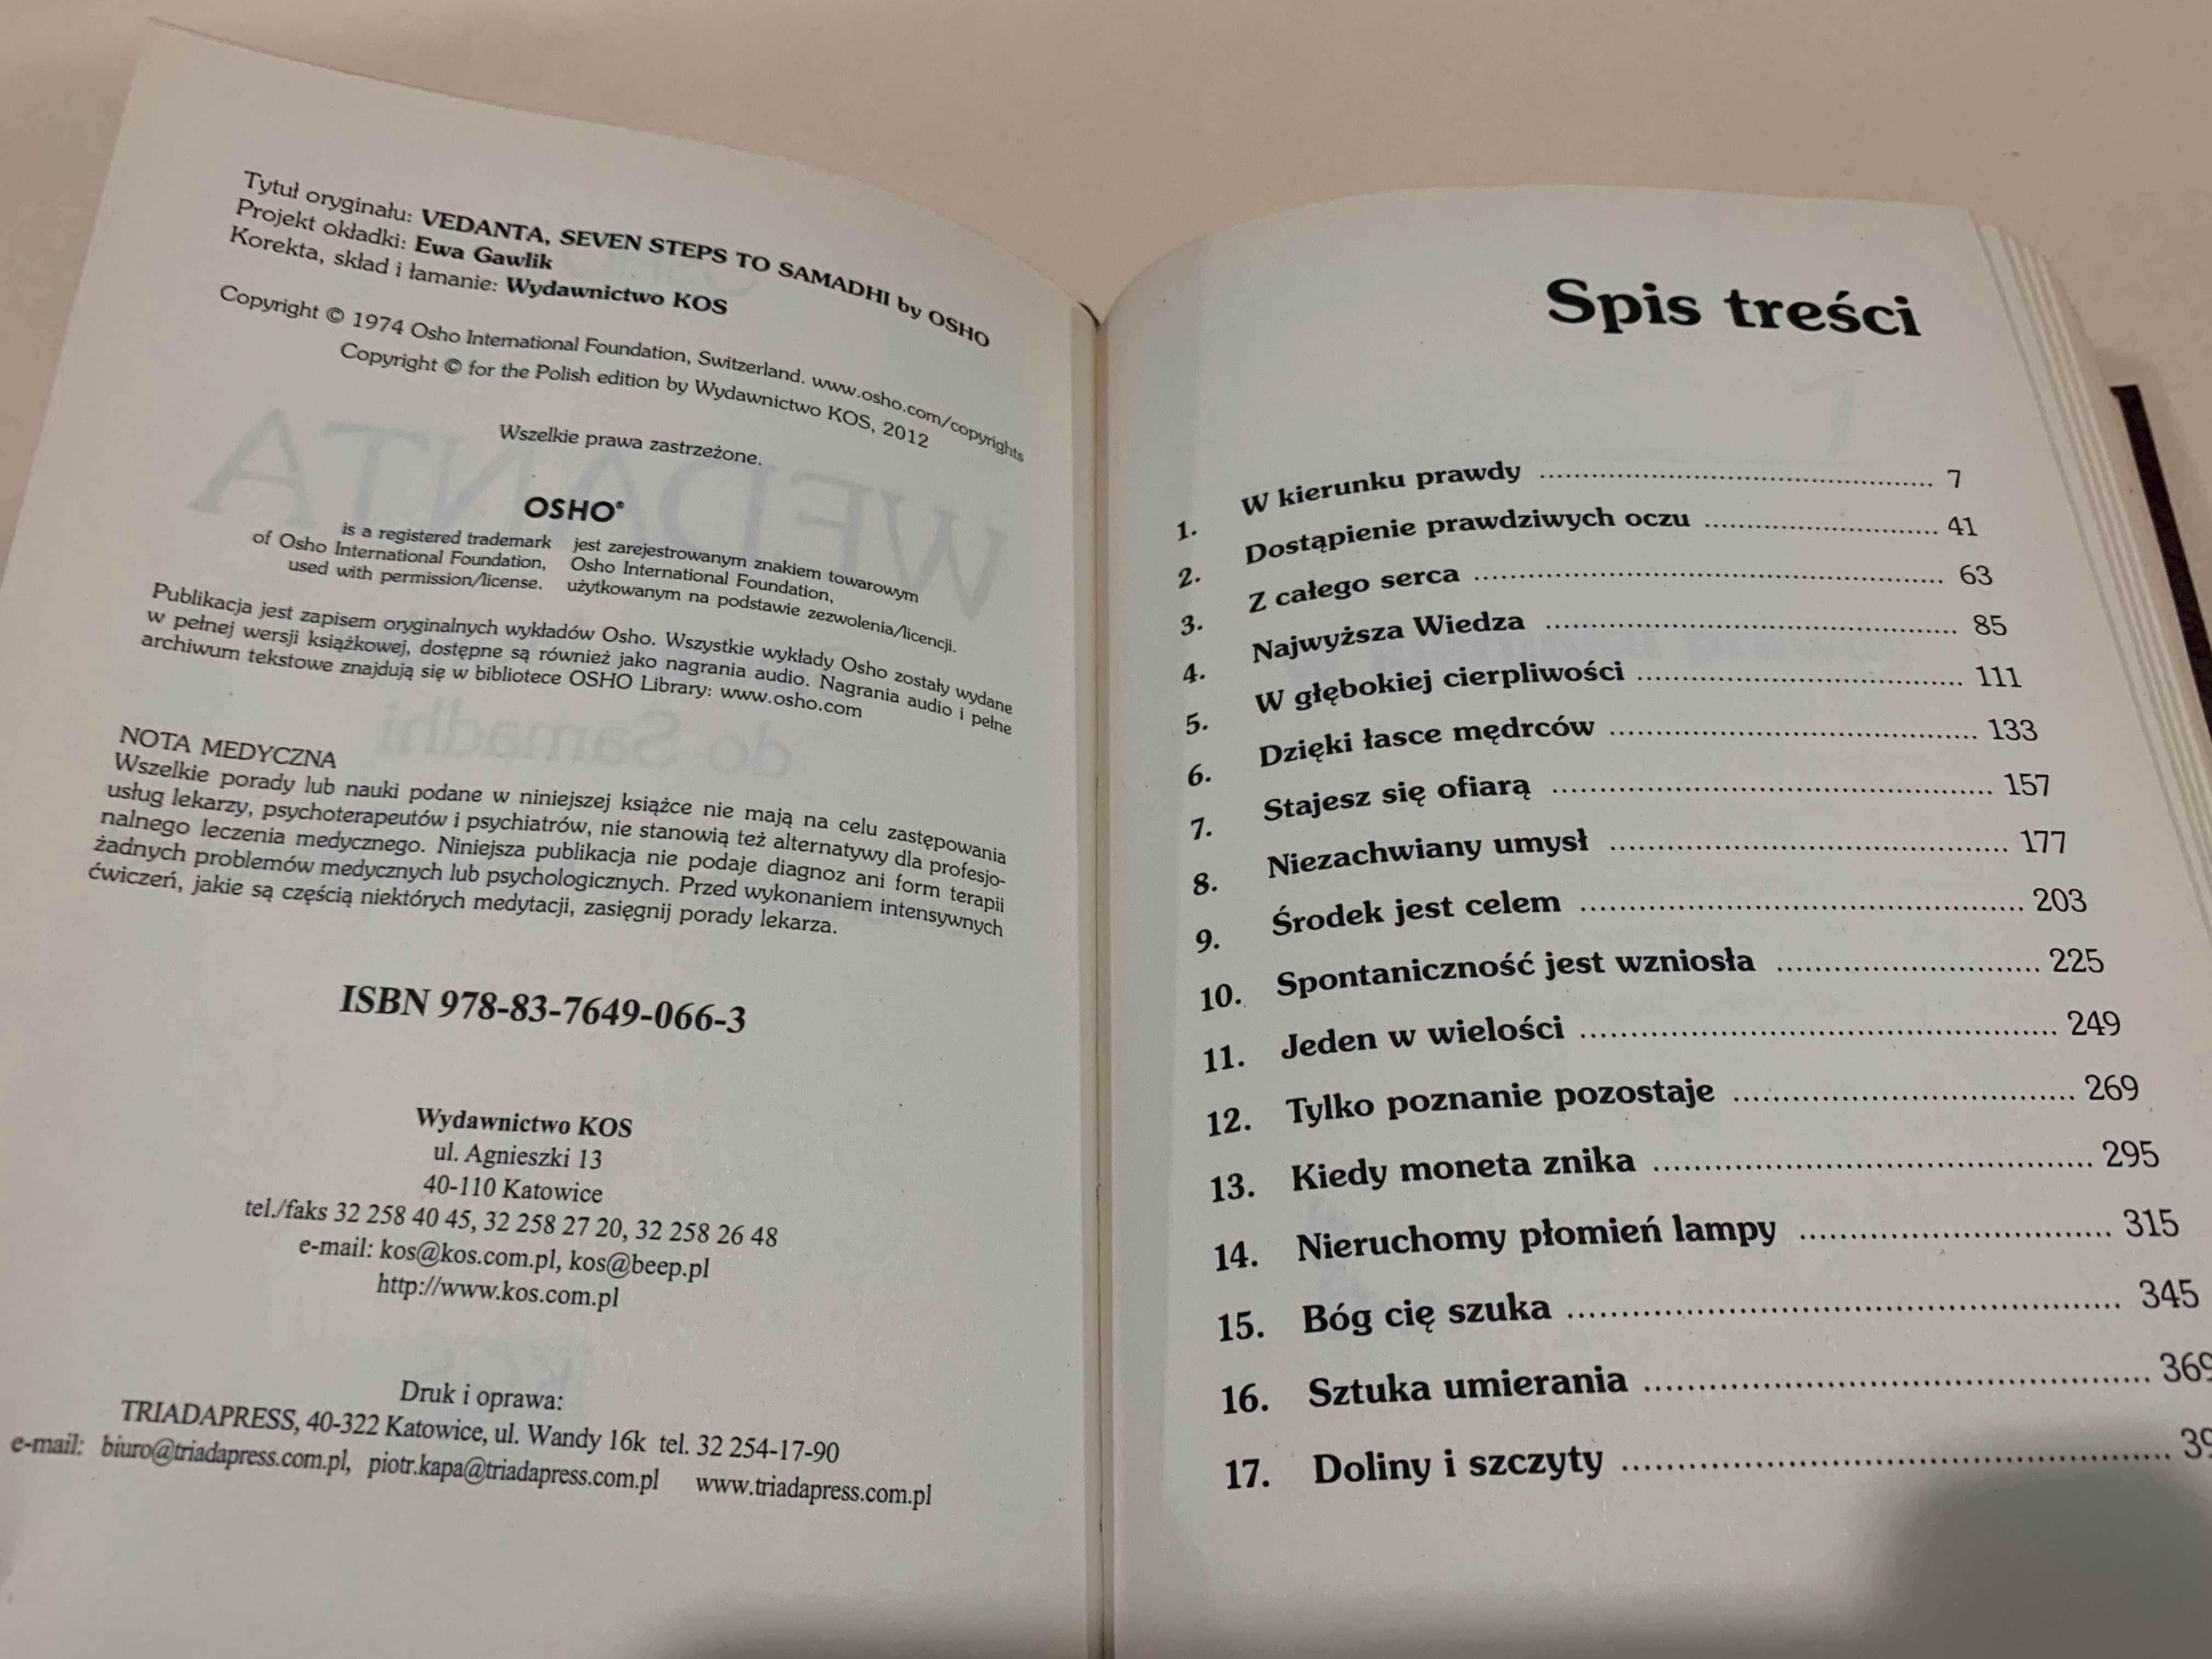 Tytuł oryginału: VEDANTA, SEVEN STEPS TO SAMADHI by OSHO
Projekt okładki: Ewa Gawlik
Korekta, skład i łamanie: Wydawnictwo KOS
Copyright © 1974 Osho International Foundation, Switzerland. www.osho.com/copyrights
Copyright © for the Polish edition by Wydawnictwo KOS, 2012
Wszelkie prawa zastrzeżone.
OSHO®
is a registered trademark
of Osho International Foundation,
used with permission/license.
jest zarejestrowanym znakiem towarowym
Osho International Foundation,
użytkowanym na podstawie zezwolenia/licencji.
Publikacja jest zapisem oryginalnych wykładów Osho. Wszystkie wykłady Osho zostały wydane
w pełnej wersji książkowej, dostępne są również jako nagrania audio. Nagrania audio i pełne
archiwum tekstowe znajdują się w bibliotece OSHO Library: www.osho.com
NOTA MEDYCZNA
Wszelkie porady lub nauki podane w niniejszej książce nie mają na celu zastępowania
usług lekarzy, psychoterapeutów i psychiatrów, nie stanowią też alternatywy dla profesjo-
nalnego leczenia medycznego. Niniejsza publikacja nie podaje diagnoz ani form terapii
żadnych problemów medycznych lub psychologicznych. Przed wykonaniem intensywnych
ćwiczeń, jakie są częścią niektórych medytacji, zasięgnij porady lekarza.
ISBN 978-83-7649-066-3
Wydawnictwo KOS
ul. Agnieszki 13
40-110 Katowice
tel./faks 32 258 40 45, 32 258 27 20, 32 258 26 48
e-mail: kos@kos.com.pl, kos@beep.pl
http://www.kos.com.pl
Druk i oprawa:
TRIADAPRESS, 40-322 Katowice, ul. Wandy 16k tel. 32 254-17-90
e-mail: biuro@triadapress.com.pl, piotr.kapa@triadapress.com.pl www.triadapress.com.pl
Spis treści
1. W kierunku prawdy ........ 7
2. Dostąpienie prawdziwych oczu ........ 41
3. Z całego serca ........ 63
4. Najwyższa Wiedza ........ 85
5. W głębokiej cierpliwości ........ 111
6. Dzięki łasce mędrców ........ 133
7. Stajesz się ofiarą ........ 157
8. Niezachwiany umysł ........ 177
9. Środek jest celem ........ 203
10. Spontaniczność jest wzniosła ........ 225
11. Jeden w wielości ........ 249
12. Tylko poznanie pozostaje ........ 269
13. Kiedy moneta znika ........ 295
14. Nieruchomy płomień lampy ........ 315
15. Bóg cię szuka ........ 345
16. Sztuka umierania ........ 369
17. Doliny i szczyty ........